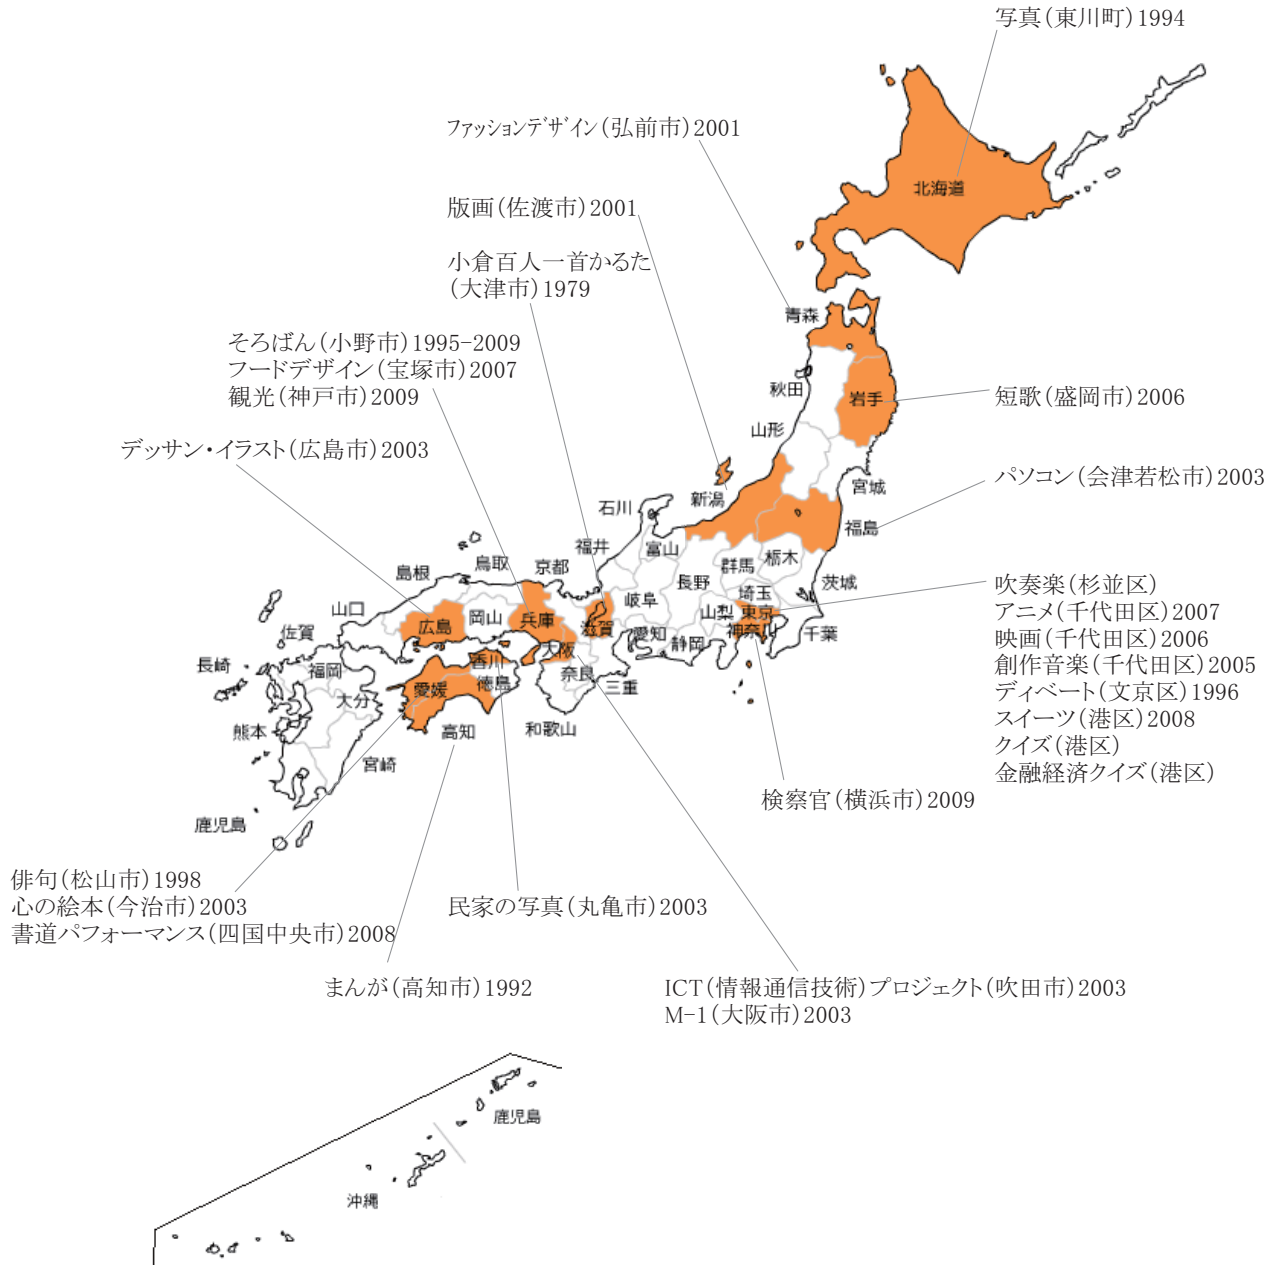 写真(東川町)1994
ファッションデザイン(弘前市)2001
版画(佐渡市)2001
小倉百人一首かるた
(大津市)1979
そろばん(小野市)1995-2009
フードデザイン(宝塚市)2007
観光(神戸市)2009
デッサン・イラスト(広島市)2003
北海道
青森
秋田
岩手
短歌(盛岡市)2006
山形
宮城
パソコン(会津若松市)2003
新潟
福島
石川
富山
福井
群馬
栃木
長野
茨城
埼玉
岐阜
山梨
東京
神奈川
千葉
愛知
静岡
京都
鳥取
島根
山口
広島
岡山
兵庫
滋賀
大阪
奈良
三重
和歌山
香川
徳島
愛媛
高知
佐賀
長崎
福岡
大分
熊本
宮崎
鹿児島
吹奏楽(杉並区)
アニメ(千代田区)2007
映画(千代田区)2006
創作音楽(千代田区)2005
ディベート(文京区)1996
スイーツ(港区)2008
クイズ(港区)
金融経済クイズ(港区)
検察官(横浜市)2009
俳句(松山市)1998
心の絵本(今治市)2003
書道パフォーマンス(四国中央市)2008
民家の写真(丸亀市)2003
まんが(高知市)1992
ICT(情報通信技術)プロジェクト(吹田市)2003
M-1(大阪市)2003
鹿児島
沖縄